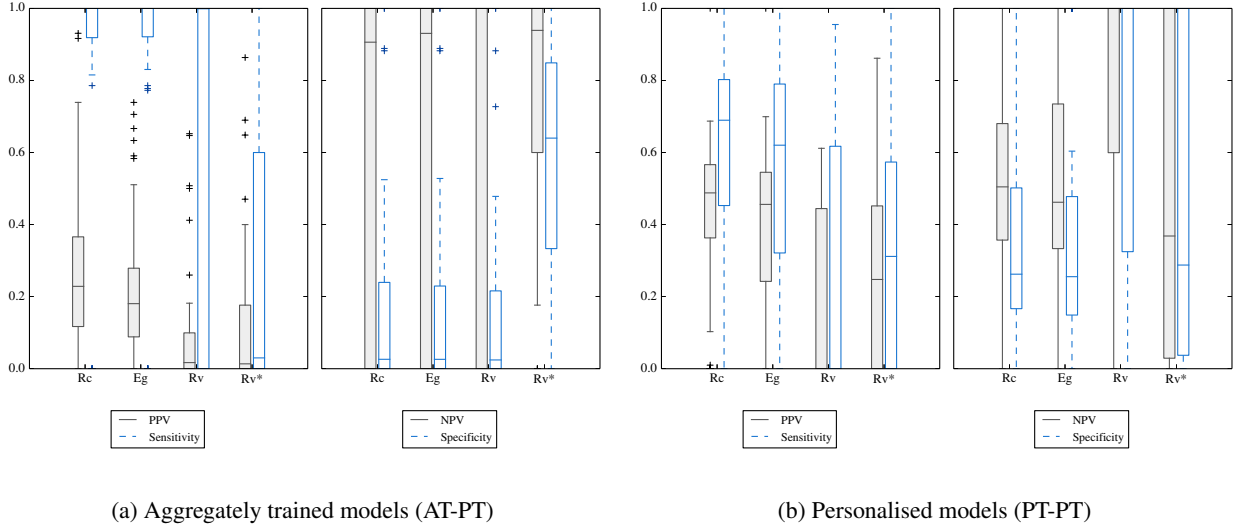 1.0
0.8
0.6
0.4
0.2
0.0
Rc Eg Rv Rv*
Rc Eg Rv Rv*
PPV
Sensitivity
NPV
Specificity
(a) Aggregately trained models (AT-PT)
1.0
0.8
0.6
0.4
0.2
0.0
Rc Eg Rv Rv*
Rc Eg Rv Rv*
PPV
Sensitivity
NPV
Specificity
(b) Personalised models (PT-PT)